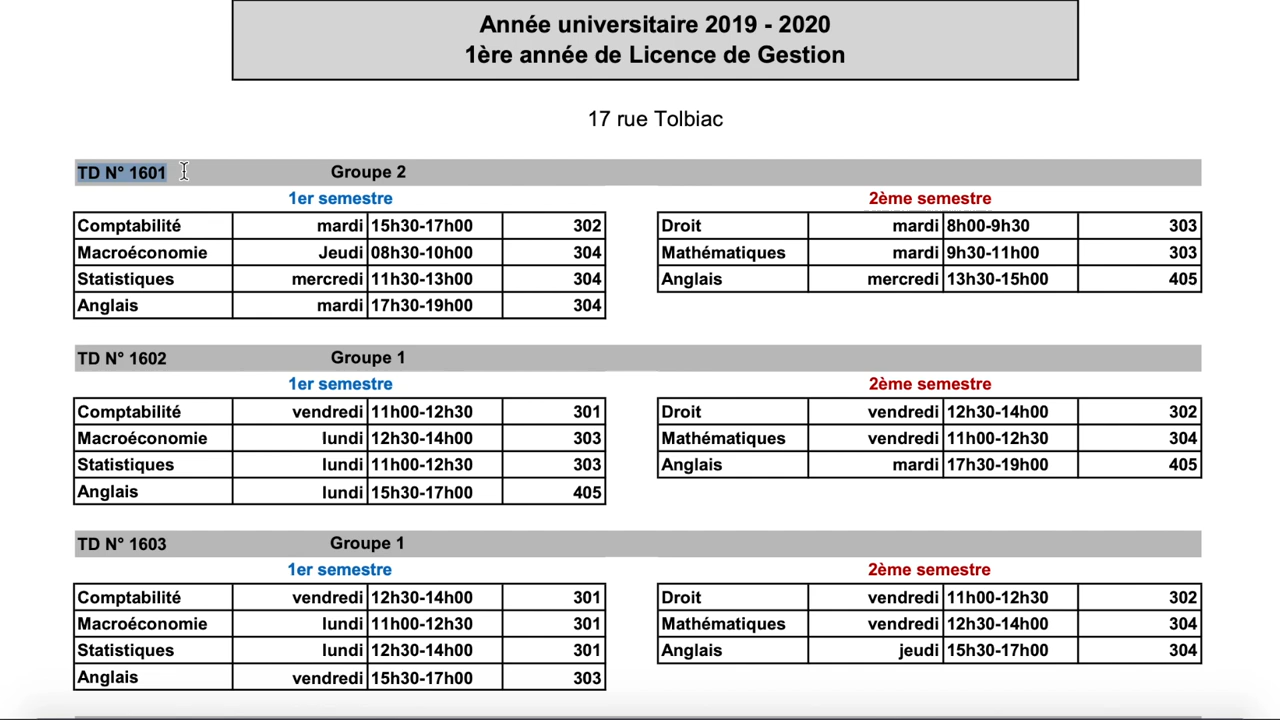 Année universitaire 2019 - 2020
1ère année de Licence de Gestion
17 rue Tolbiac
TD N° 1601 Groupe 2
1er semestre 2ème semestre
Comptabilité mardi 15h30-17h00 302 Droit mardi 8h00-9h30 303
Macroéconomie Jeudi 08h30-10h00 304 Mathématiques mardi 9h30-11h00 303
Statistiques mercredi 11h30-13h00 304 Anglais mercredi 13h30-15h00 405
Anglais mardi 17h30-19h00 304
TD N° 1602 Groupe 1
1er semestre 2ème semestre
Comptabilité vendredi 11h00-12h30 301 Droit vendredi 12h30-14h00 302
Macroéconomie lundi 12h30-14h00 303 Mathématiques vendredi 11h00-12h30 304
Statistiques lundi 11h00-12h30 303 Anglais mardi 17h30-19h00 405
Anglais lundi 15h30-17h00 405
TD N° 1603 Groupe 1
1er semestre 2ème semestre
Comptabilité vendredi 12h30-14h00 301 Droit vendredi 11h00-12h30 302
Macroéconomie lundi 11h00-12h30 301 Mathématiques vendredi 12h30-14h00 304
Statistiques lundi 12h30-14h00 301 Anglais jeudi 15h30-17h00 304
Anglais vendredi 15h30-17h00 303